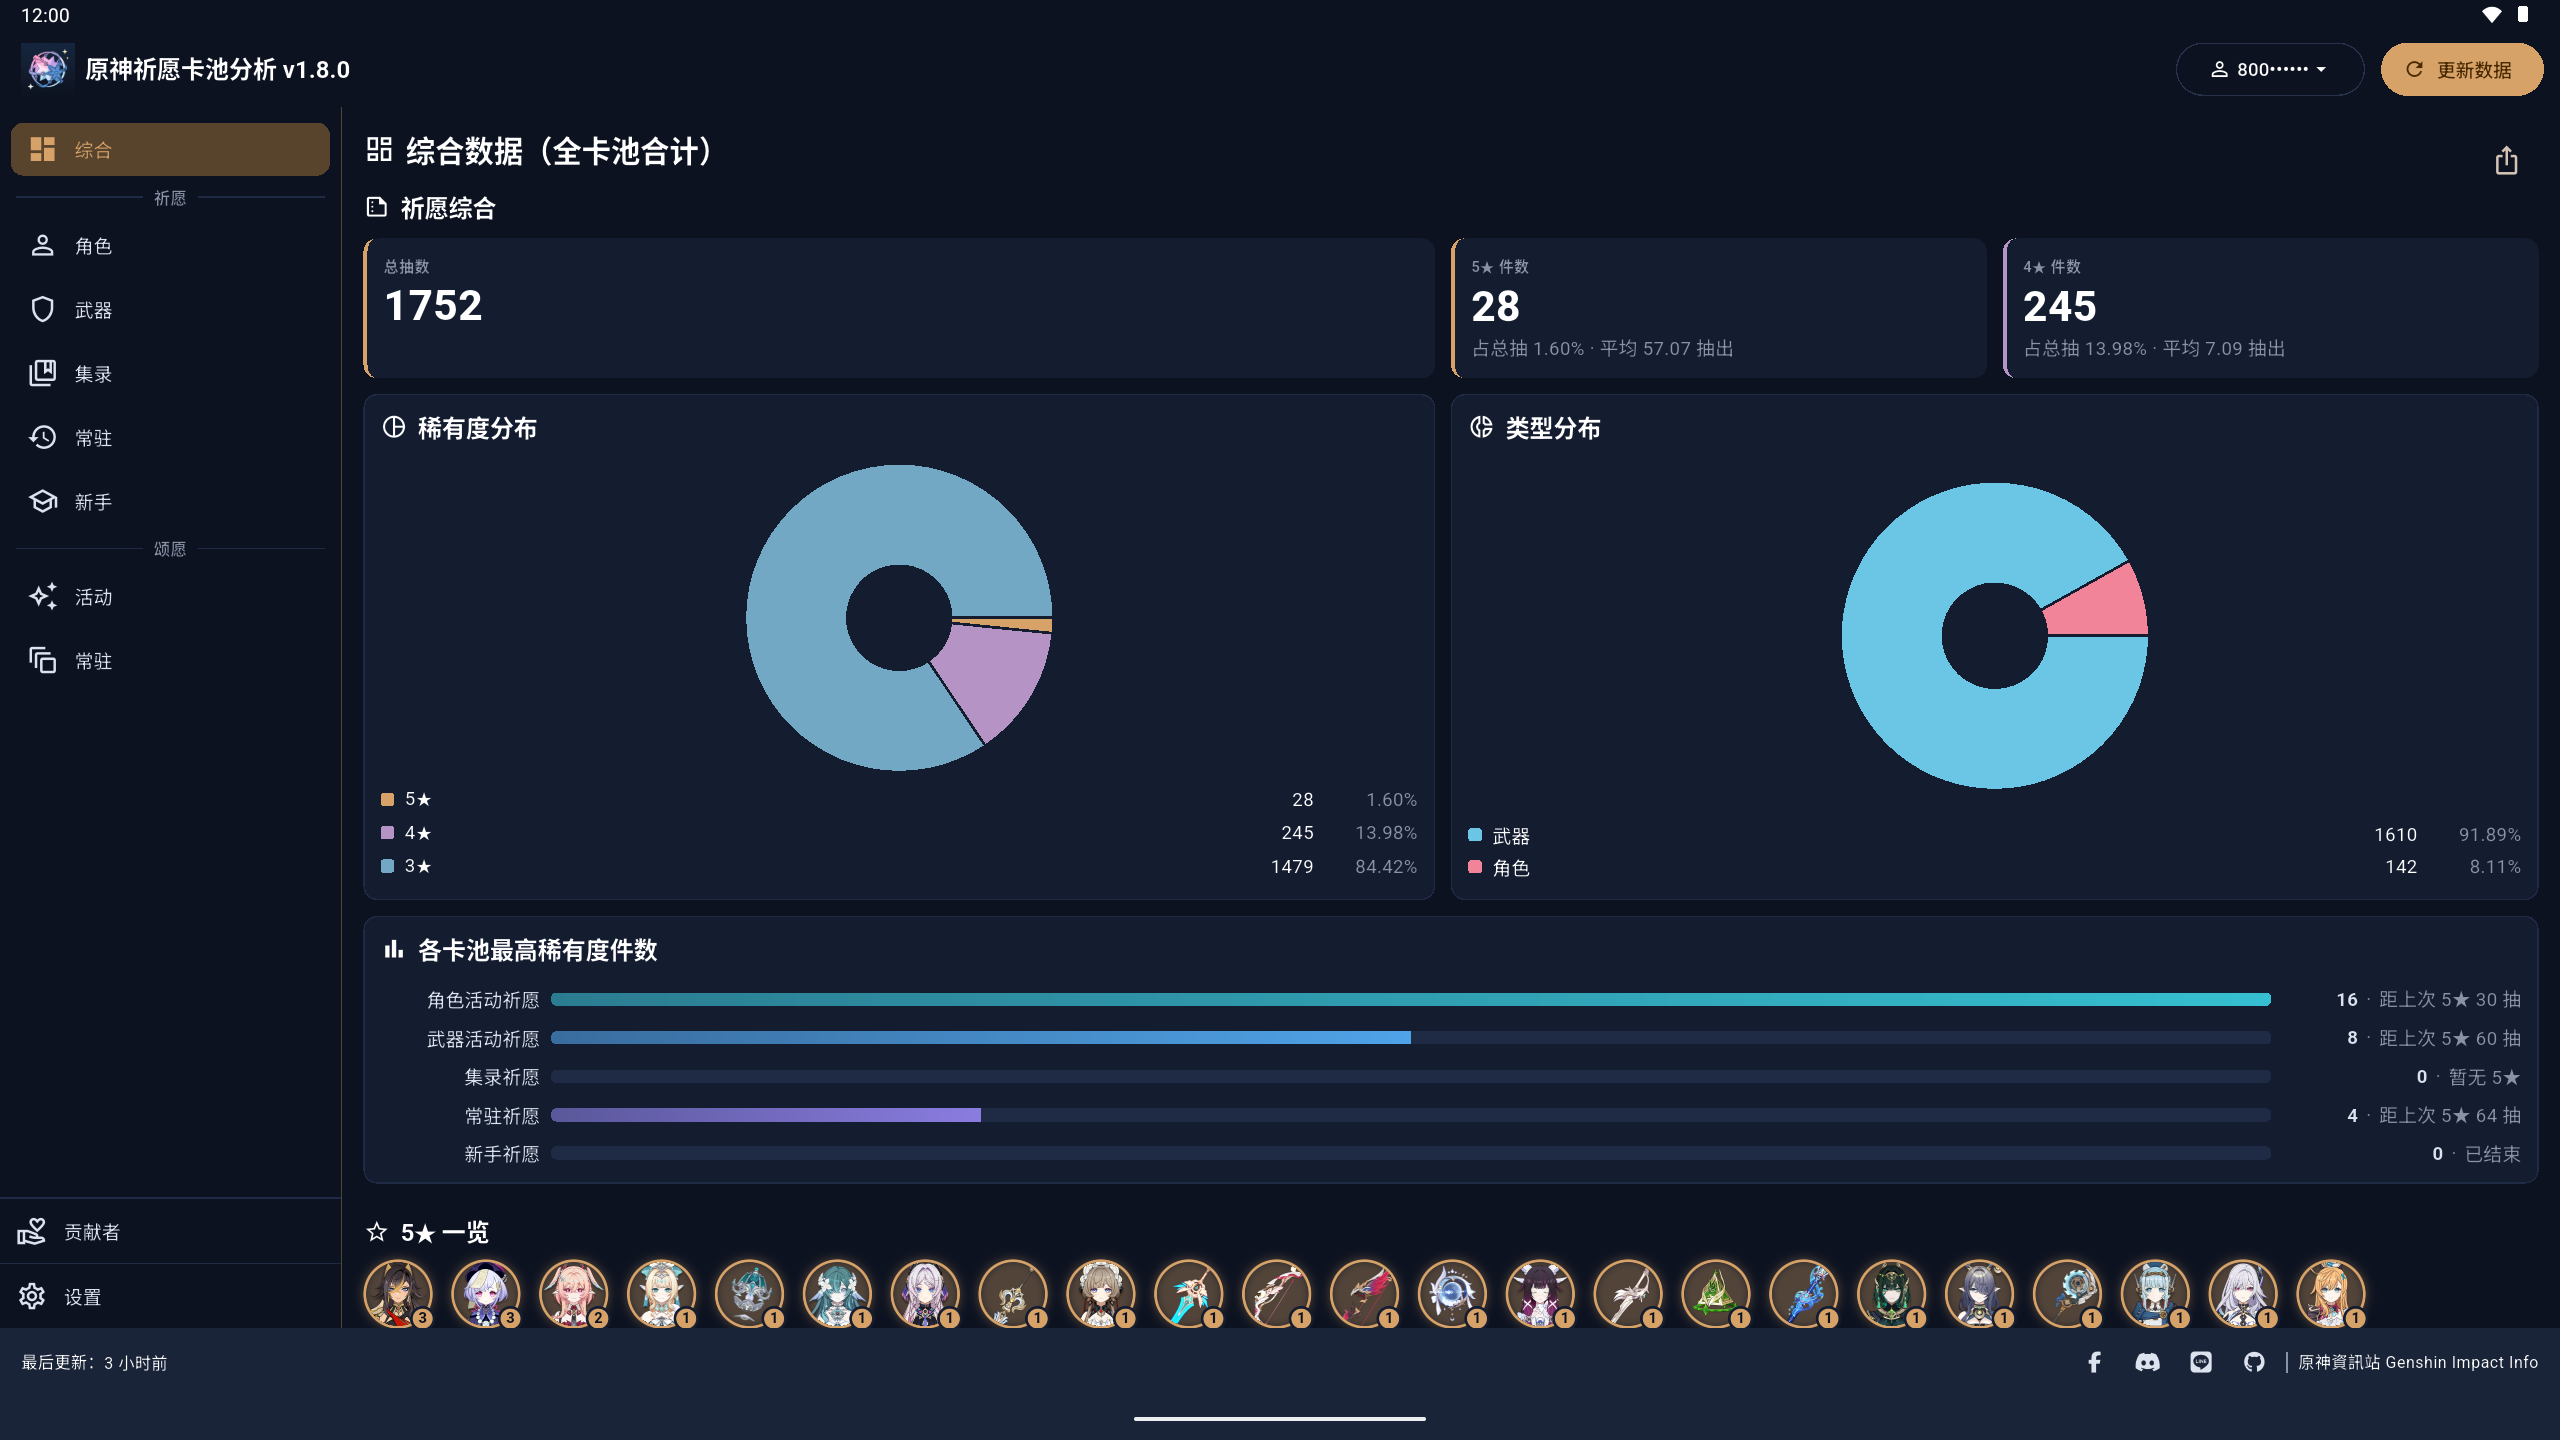 12:00
原神祈愿卡池分析 v1.8.0
800••••••
更新数据
综合
祈愿
角色
武器
集录
常驻
新手
颂愿
活动
常驻
贡献者
设置
综合数据（全卡池合计）
祈愿综合
总抽数
1752
5★ 件数
28
占总抽 1.60% · 平均 57.07 抽出
4★ 件数
245
占总抽 13.98% · 平均 7.09 抽出
稀有度分布
5★ 28 1.60%
4★ 245 13.98%
3★ 1479 84.42%
类型分布
武器 1610 91.89%
角色 142 8.11%
各卡池最高稀有度件数
角色活动祈愿 16 · 距上次 5★ 30 抽
武器活动祈愿 8 · 距上次 5★ 60 抽
集录祈愿 0 · 暂无 5★
常驻祈愿 4 · 距上次 5★ 64 抽
新手祈愿 0 · 已结束
5★ 一览
3 3 2 1 1 1 1 1 1 1 1 1 1 1 1 1 1 1 1 1 1 1 1
最后更新：3 小时前
LINE
原神資訊站 Genshin Impact Info